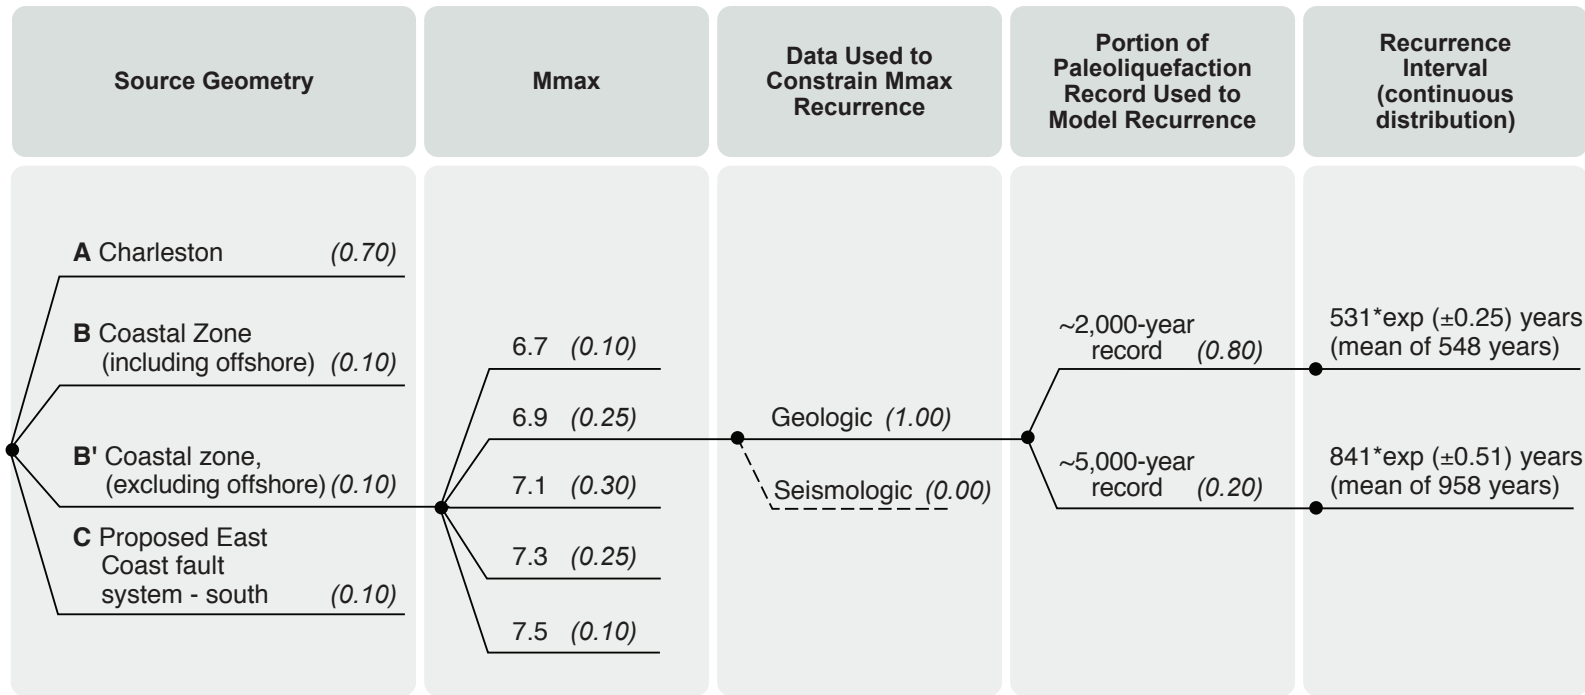 Source Geometry
Mmax
Data Used to
Constrain Mmax
Recurrence
Portion of
Paleoliquefaction
Record Used to
Model Recurrence
Recurrence
Interval
(continuous
distribution)
A Charleston (0.70)
B Coastal Zone
(including offshore) (0.10)
B' Coastal zone,
(excluding offshore) (0.10)
C Proposed East
Coast fault
system - south (0.10)
6.7 (0.10)
6.9 (0.25)
7.1 (0.30)
7.3 (0.25)
7.5 (0.10)
Geologic (1.00)
Seismologic (0.00)
~2,000-year
record (0.80)
~5,000-year
record (0.20)
531*exp (±0.25) years
(mean of 548 years)
841*exp (±0.51) years
(mean of 958 years)